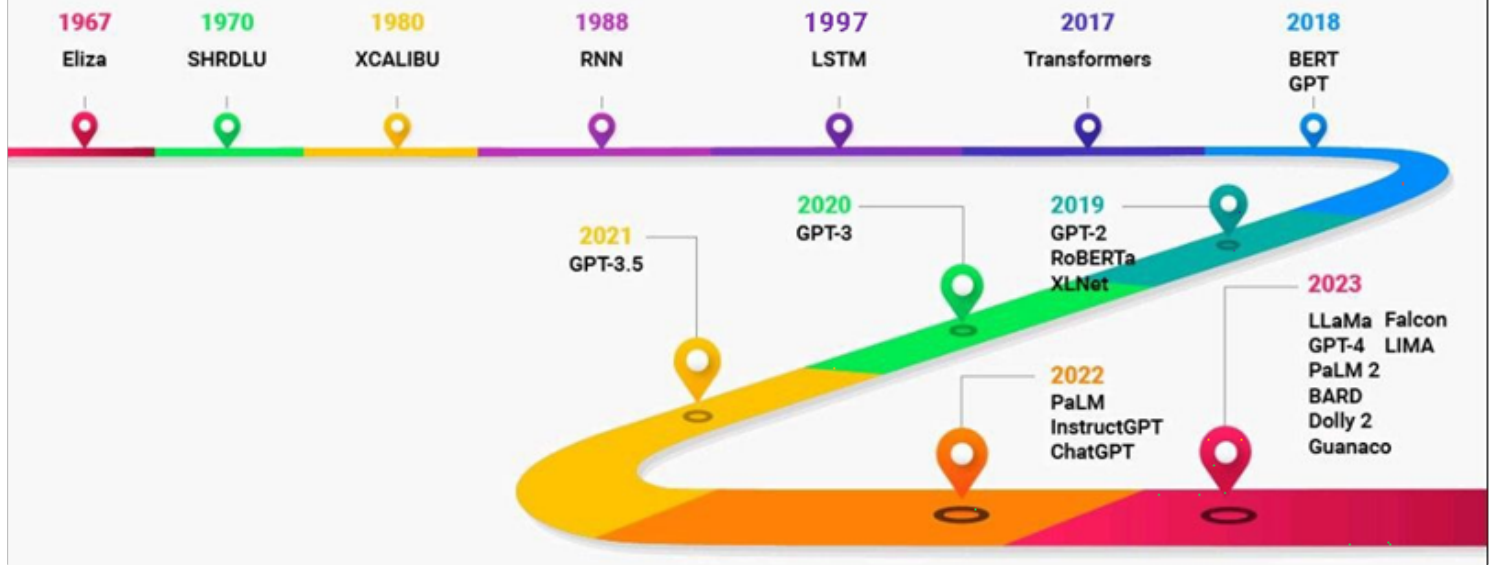 1967
Eliza
1970
SHRDLU
1980
XCALIBU
1988
RNN
1997
LSTM
2017
Transformers
2018
BERT
GPT
2019
GPT-2
RoBERTa
XLNet
2020
GPT-3
2021
GPT-3.5
2022
PaLM
InstructGPT
ChatGPT
2023
LLaMa Falcon
GPT-4 LIMA
PaLM 2
BARD
Dolly 2
Guanaco